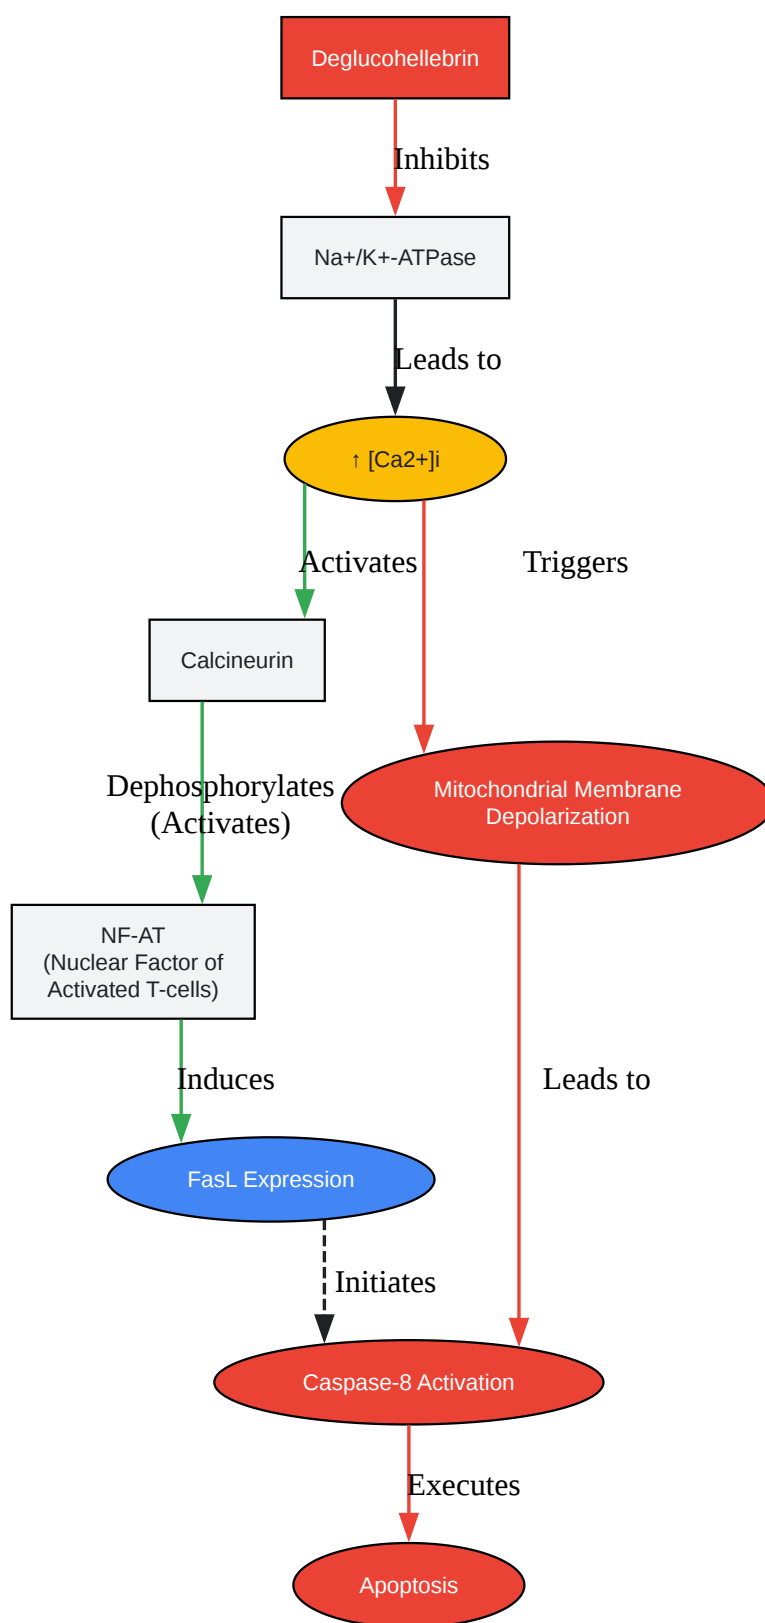 Deglucohellebrin
Inhibits
Na+/K+-ATPase
Leads to
↑ [Ca2+]i
Activates
Triggers
Calcineurin
Dephosphorylates
(Activates)
Mitochondrial Membrane
Depolarization
NF-AT
(Nuclear Factor of
Activated T-cells)
Induces
Leads to
FasL Expression
Initiates
Caspase-8 Activation
Executes
Apoptosis